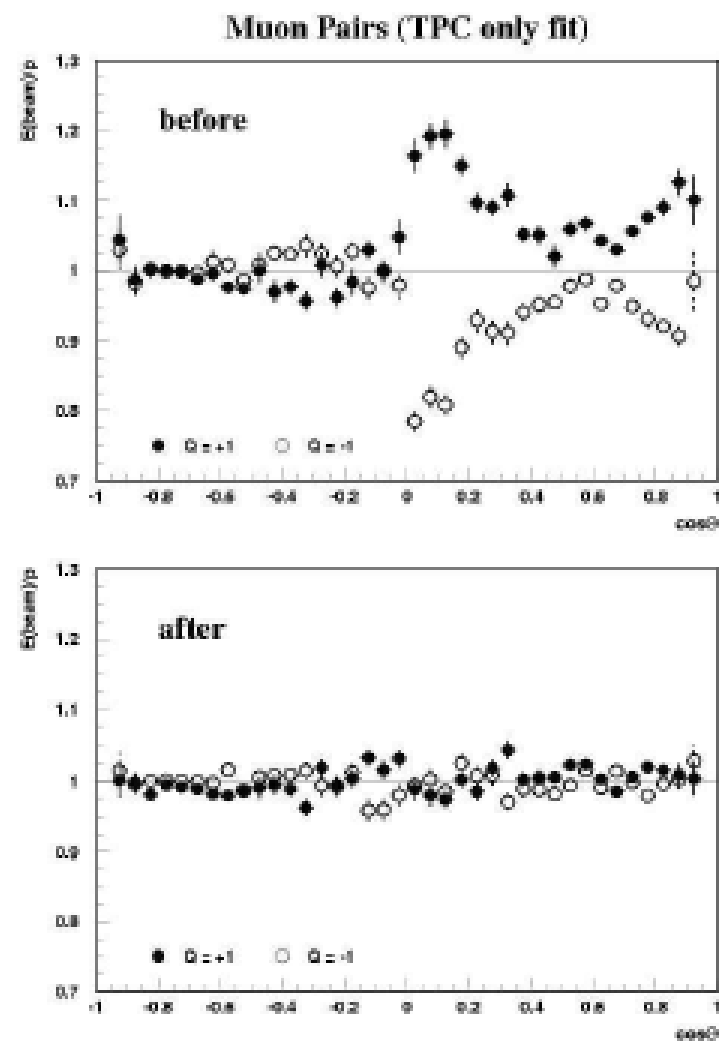 Muon Pairs (TPC only fit)
E(beam)/p
1.3
before
1.2
1.1
1
0.9
0.8
Q = +1 Q = -1
0.7
-1 -0.8 -0.6 -0.4 -0.2 0 0.2 0.4 0.6 0.8 1
cosΘ
E(beam)/p
1.3
after
1.2
1.1
1
0.9
0.8
Q = +1 Q = -1
0.7
-1 -0.8 -0.6 -0.4 -0.2 0 0.2 0.4 0.6 0.8 1
cosΘ